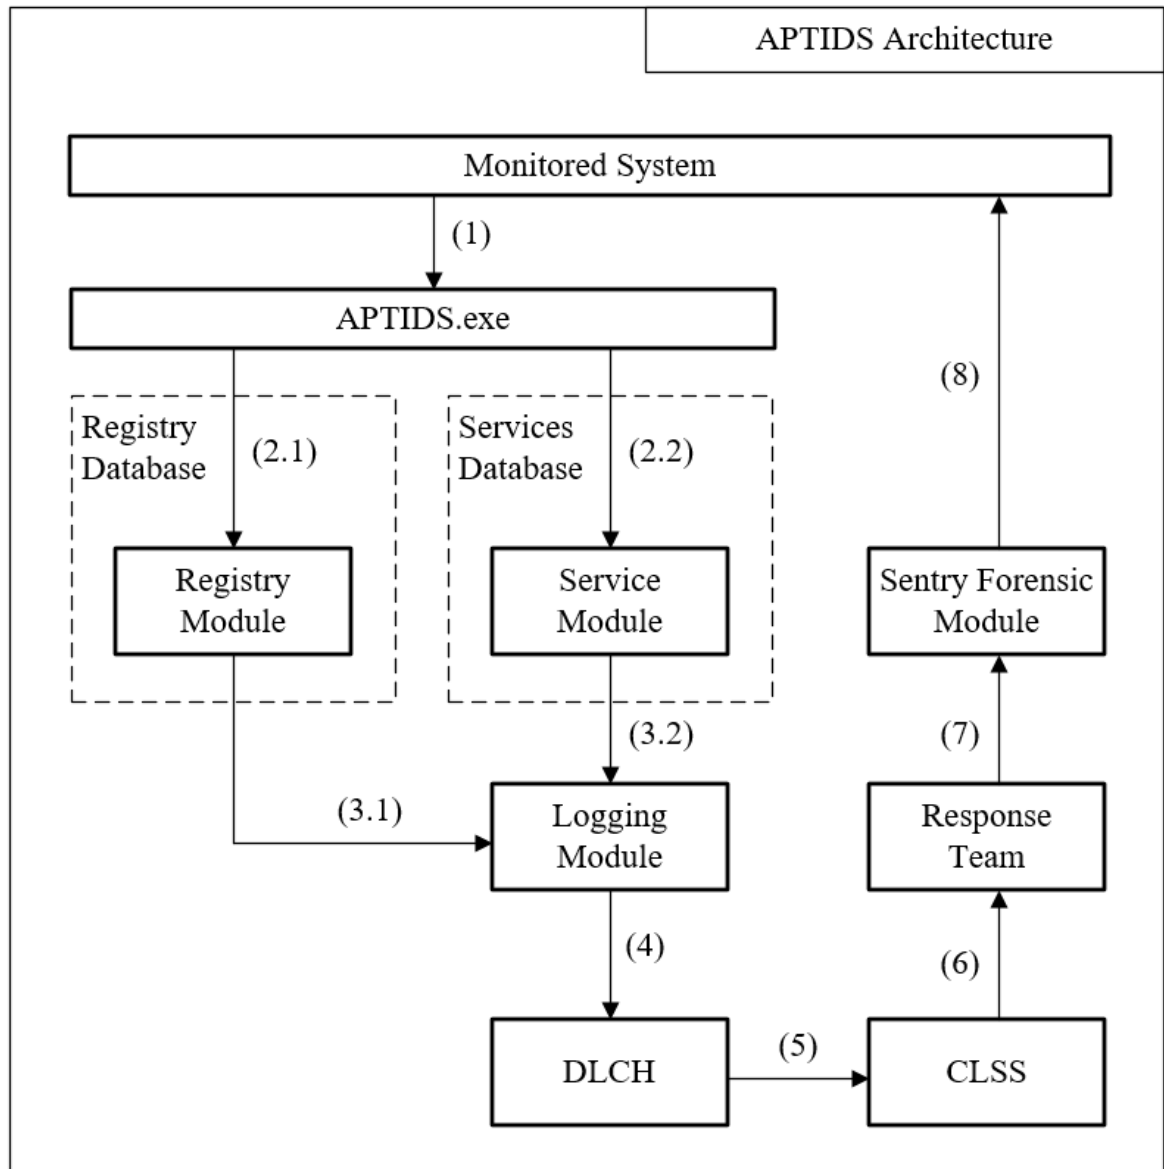 APTIDS Architecture
Monitored System
(1)
APTIDS.exe
(8)
Registry
Database
(2.1)
Services
Database
(2.2)
Registry
Module
Service
Module
Sentry Forensic
Module
(3.2)
(7)
(3.1)
Logging
Module
Response
Team
(4)
(6)
DLCH
(5)
CLSS